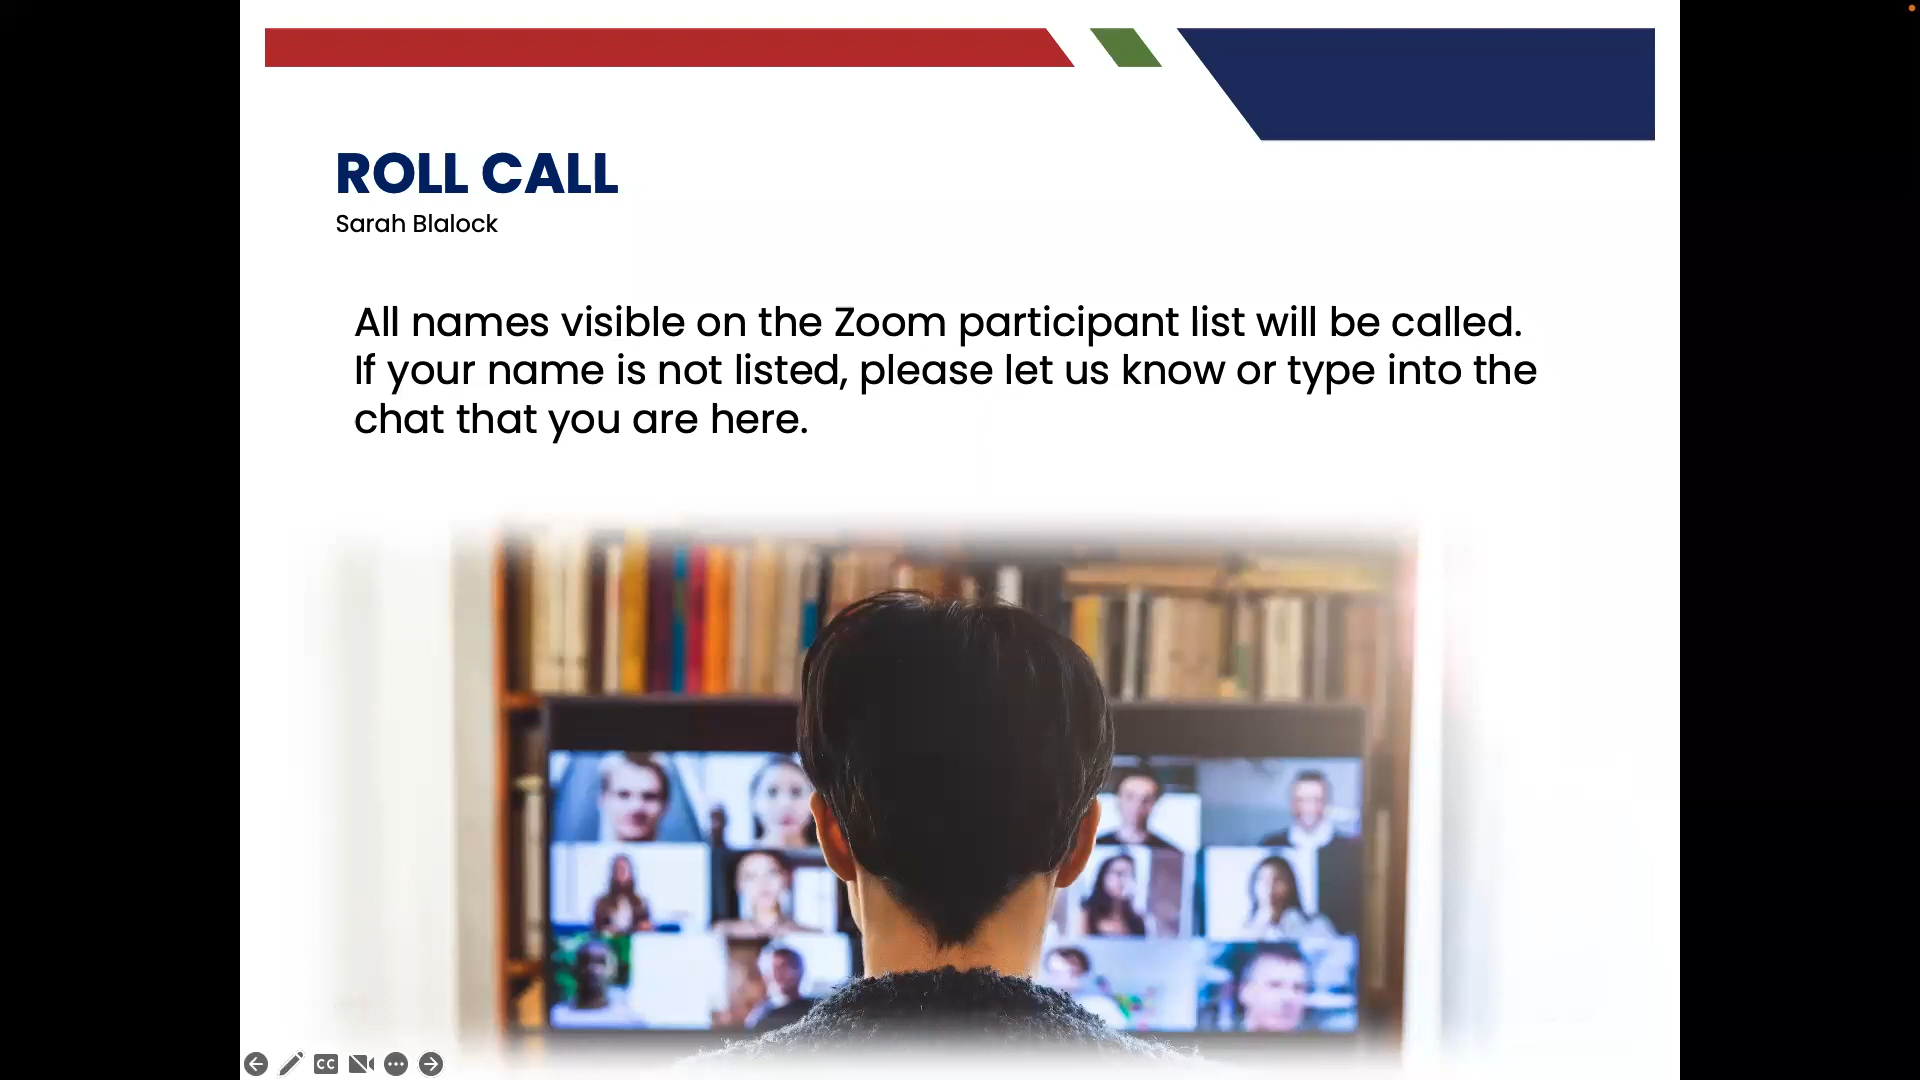 ROLL CALL
Sarah Blalock
All names visible on the Zoom participant list will be called.
If your name is not listed, please let us know or type into the
chat that you are here.
CC